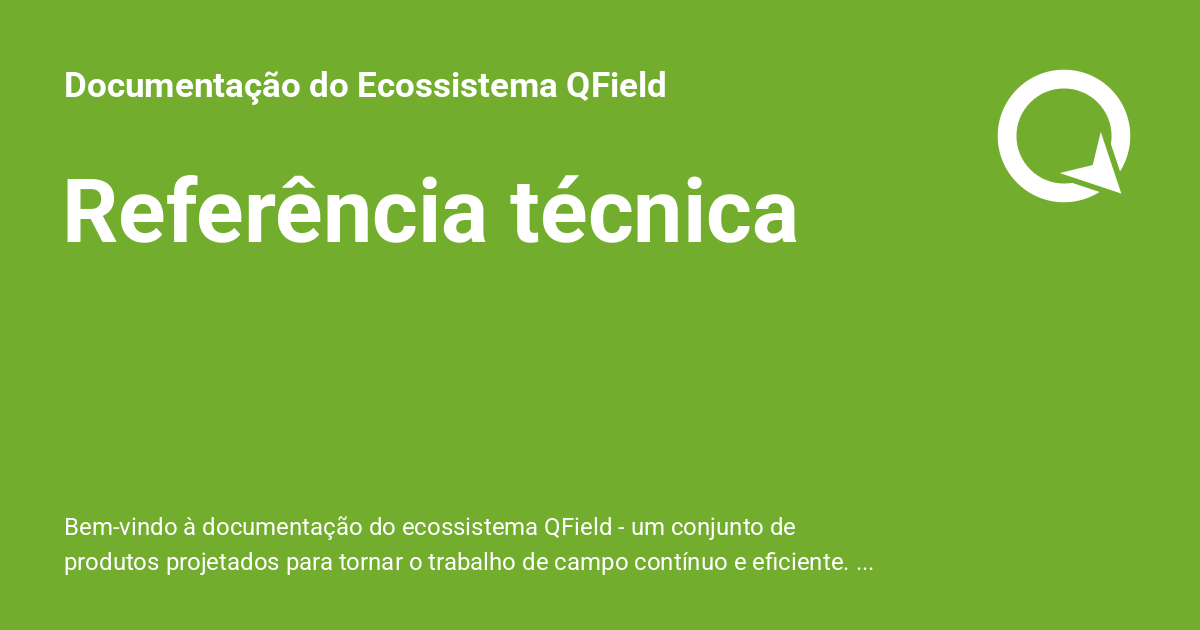 Documentação do Ecossistema QField
Referência técnica
Bem-vindo à documentação do ecossistema QField - um conjunto de
produtos projetados para tornar o trabalho de campo contínuo e eficiente. ...